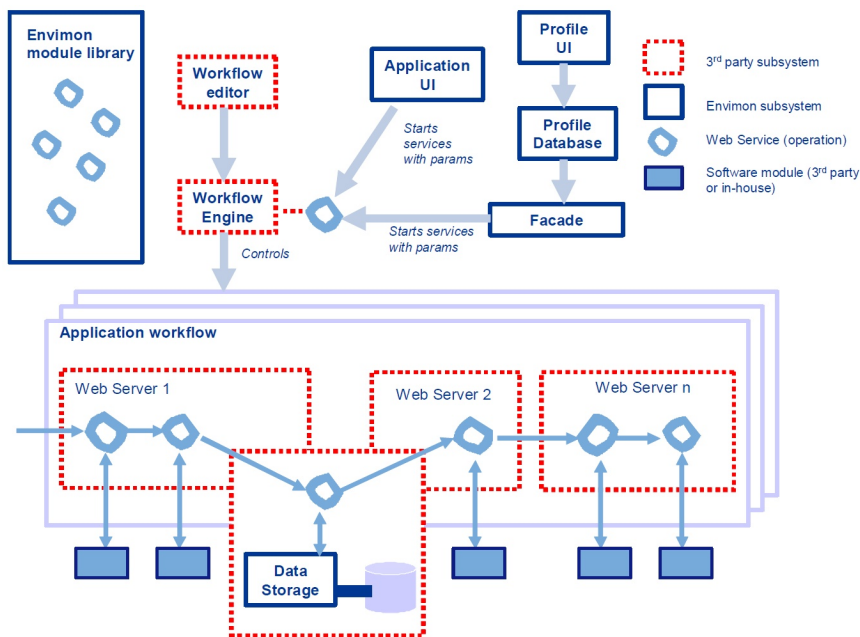 Envimon
module library
Workflow
editor
Application
UI
Profile
UI
3rd party subsystem
Envimon subsystem
Web Service (operation)
Software module (3rd party
or in-house)
Starts
services
with params
Profile
Database
Workflow
Engine
Facade
Starts services
with params
Controls
Application workflow
Web Server 1
Web Server 2
Web Server n
Data
Storage